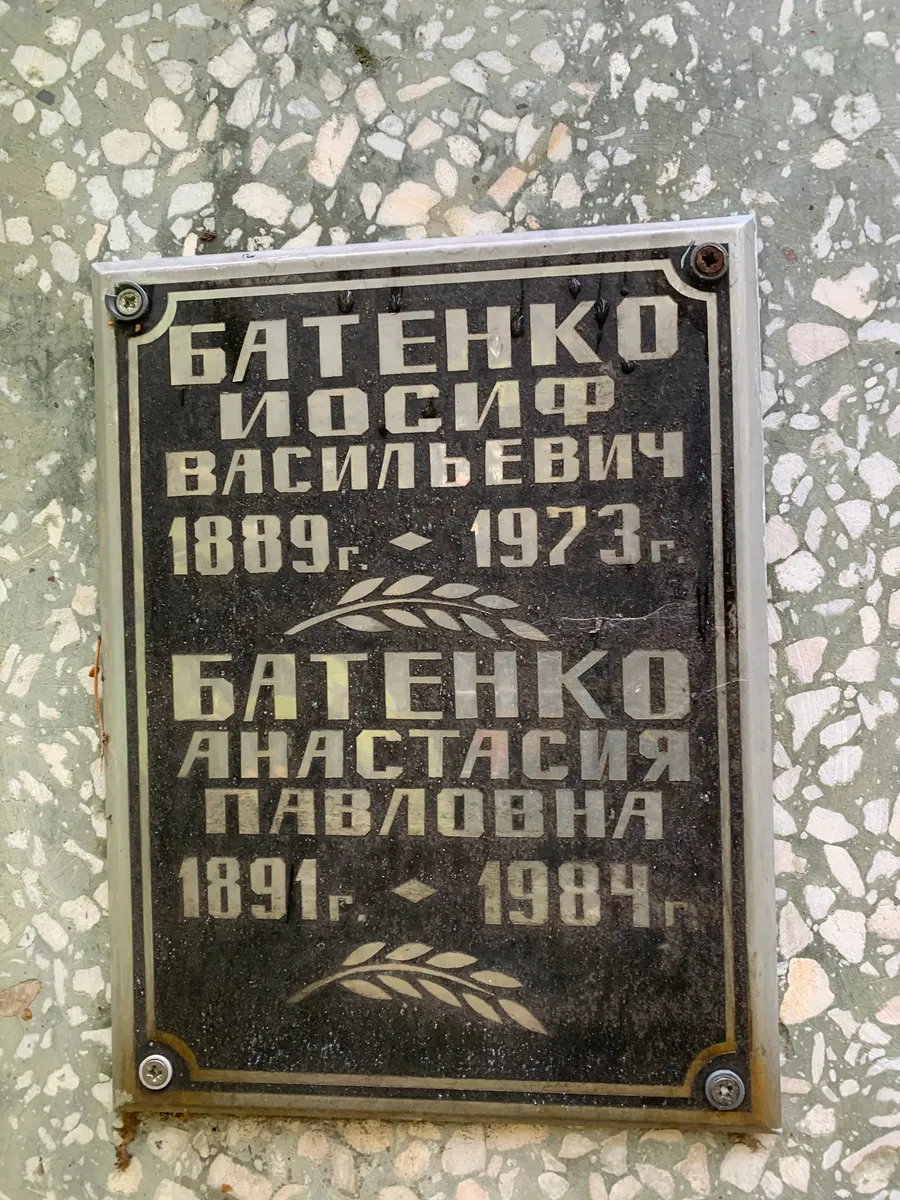 БАТЕНКО
ИОСИФ
ВАСИЛЬЕВИЧ
1889г. 1973г.
БАТЕНКО
АНАСТАСИЯ
ПАВЛОВНА
1891г. 1984г.